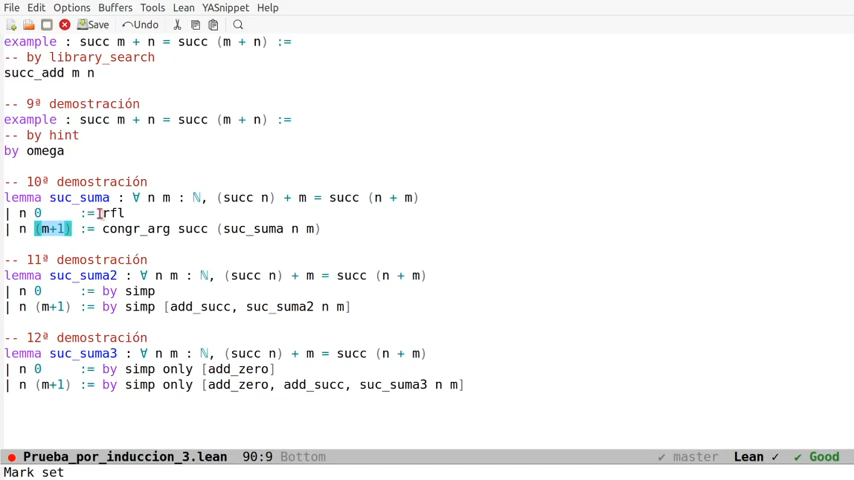 File Edit Options Buffers Tools Lean YASnippet Help
Save Undo
example : succ m + n = succ (m + n) :=
-- by library_search
succ_add m n
-- 9ª demostración
example : succ m + n = succ (m + n) :=
-- by hint
by omega
-- 10ª demostración
lemma suc_suma : ∀ n m : ℕ, (succ n) + m = succ (n + m)
| n 0     := rfl
| n (m+1) := congr_arg succ (suc_suma n m)
-- 11ª demostración
lemma suc_suma2 : ∀ n m : ℕ, (succ n) + m = succ (n + m)
| n 0     := by simp
| n (m+1) := by simp [add_succ, suc_suma2 n m]
-- 12ª demostración
lemma suc_suma3 : ∀ n m : ℕ, (succ n) + m = succ (n + m)
| n 0     := by simp only [add_zero]
| n (m+1) := by simp only [add_zero, add_succ, suc_suma3 n m]
Prueba_por_induccion_3.lean 90:9 Bottom ✔ master Lean ✓ ✔ Good
Mark set